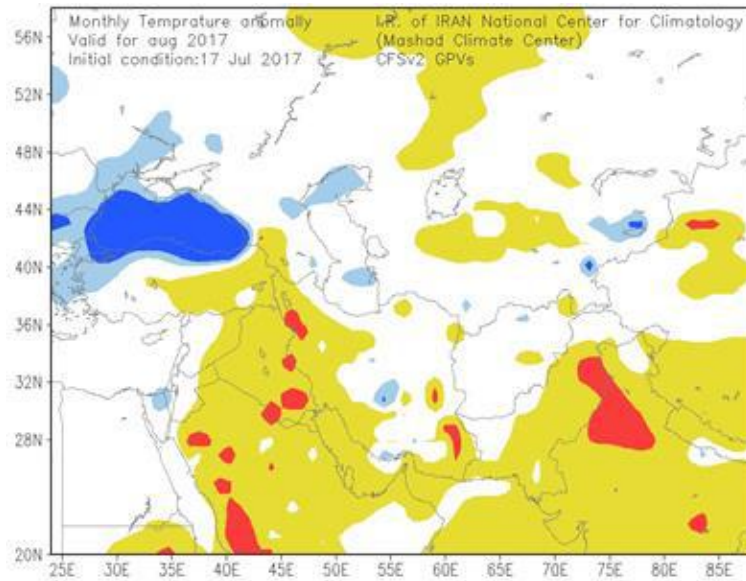 Monthly Temprature anomally
Valid for aug 2017
Initial condition:17 Jul 2017
I.R. of IRAN National Center for Climatology
(Mashad Climate Center)
CFSv2 GPVs
56N
52N
48N
44N
40N
36N
32N
28N
24N
20N
25E 30E 35E 40E 45E 50E 55E 60E 65E 70E 75E 80E 85E